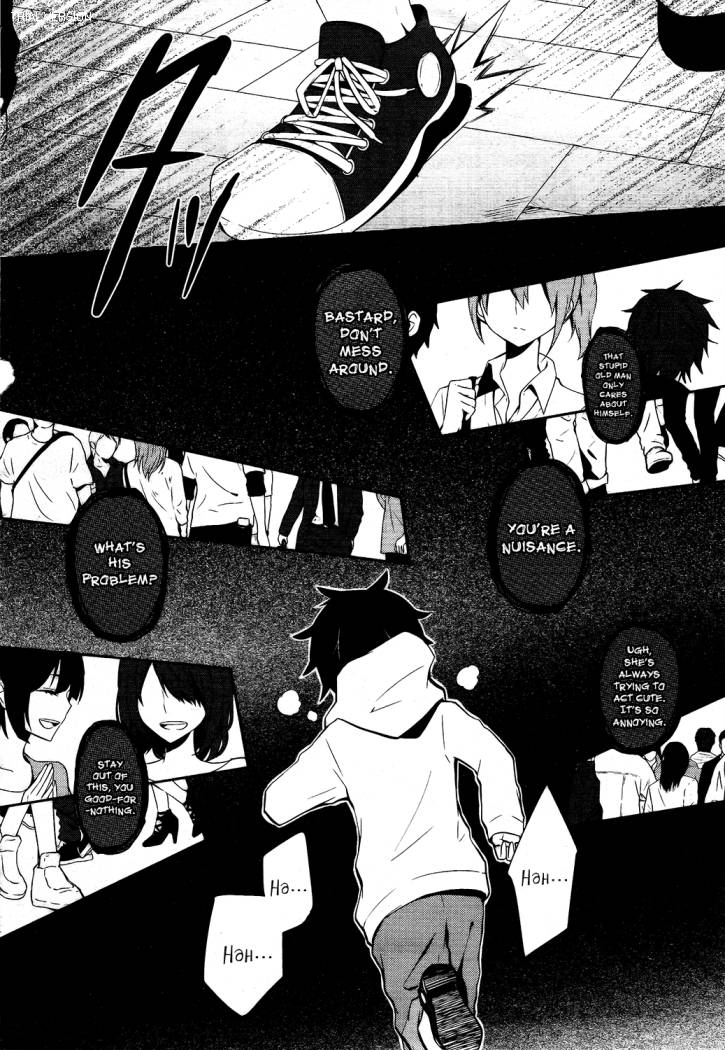 ダッ
THAT
STUPID
OLD MAN
ONLY
CARES
ABOUT
HIMSELF.
BASTARD,
DON'T
MESS
AROUND.
YOU'RE A
NUISANCE.
WHAT'S
HIS
PROBLEM?
UGH,
SHE'S
ALWAYS
TRYING TO
ACT CUTE.
IT'S SO
ANNOYING.
STAY
OUT OF
THIS, YOU
GOOD-FOR
-NOTHING.
HAH...
HA...
HAH...